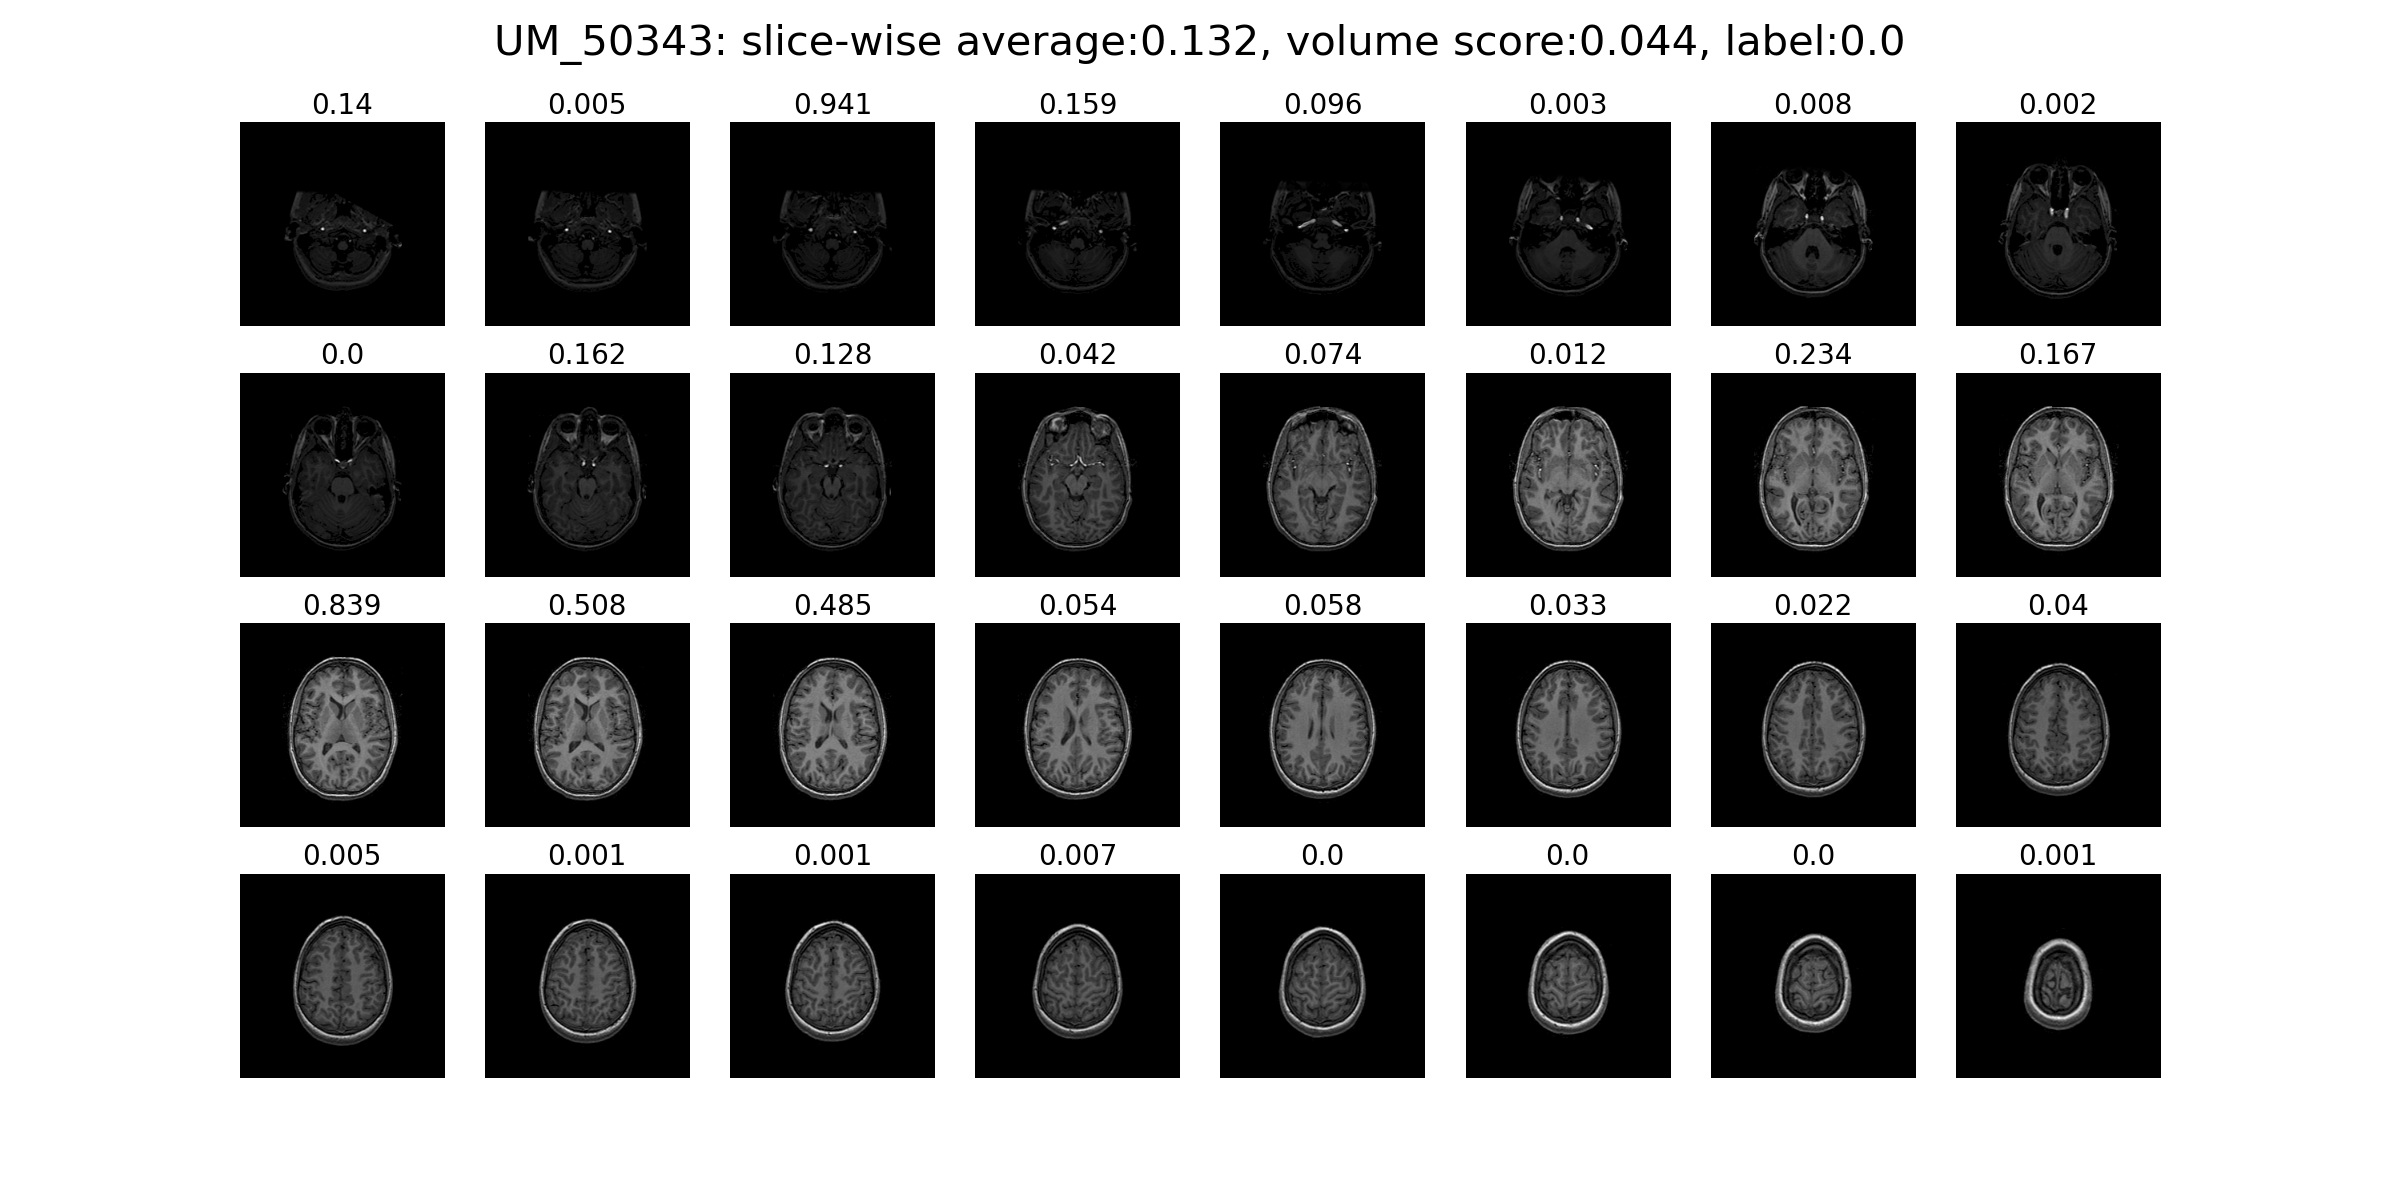 UM_50343: slice-wise average:0.132, volume score:0.044, label:0.0
0.14 0.005 0.941 0.159 0.096 0.003 0.008 0.002
0.0 0.162 0.128 0.042 0.074 0.012 0.234 0.167
0.839 0.508 0.485 0.054 0.058 0.033 0.022 0.04
0.005 0.001 0.001 0.007 0.0 0.0 0.0 0.001